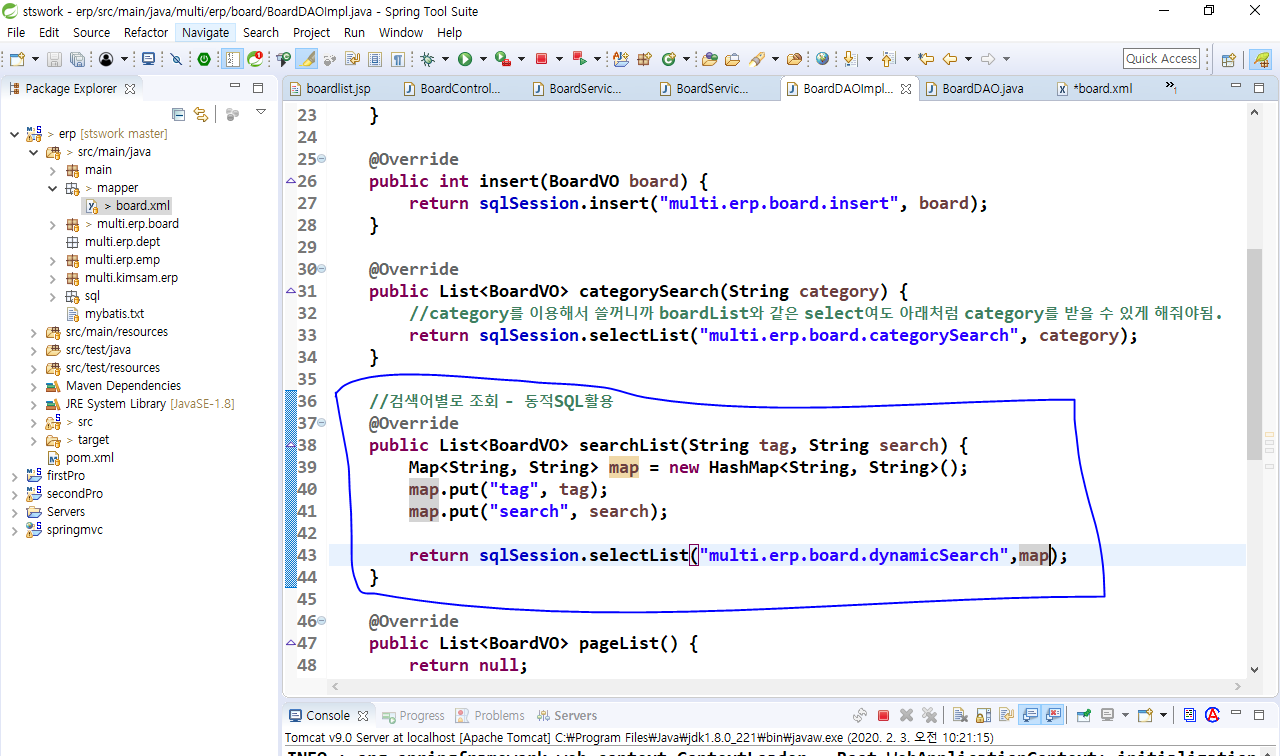 stswork - erp/src/main/java/multi/erp/board/BoardDAOImpl.java - Spring Tool Suite
File Edit Source Refactor Navigate Search Project Run Window Help
Quick Access
Package Explorer
boardlist.jsp
BoardControl...
BoardServic...
BoardServic...
BoardDAOImpl...
BoardDAO.java
*board.xml
»1
> erp [stswork master]
> src/main/java
main
> mapper
> board.xml
> multi.erp.board
multi.erp.dept
multi.erp.emp
multi.kimsam.erp
sql
mybatis.txt
src/main/resources
src/test/java
src/test/resources
Maven Dependencies
JRE System Library [JavaSE-1.8]
> src
> target
pom.xml
firstPro
secondPro
Servers
springmvc
23 }
24
25 @Override
26 public int insert(BoardVO board) {
27 return sqlSession.insert("multi.erp.board.insert", board);
28 }
29
30 @Override
31 public List<BoardVO> categorySearch(String category) {
32 //category를 이용해서 쓸꺼니까 boardList와 같은 select여도 아래처럼 category를 받을 수 있게 해줘야됨.
33 return sqlSession.selectList("multi.erp.board.categorySearch", category);
34 }
35
36 //검색어별로 조회 - 동적SQL활용
37 @Override
38 public List<BoardVO> searchList(String tag, String search) {
39 Map<String, String> map = new HashMap<String, String>();
40 map.put("tag", tag);
41 map.put("search", search);
42
43 return sqlSession.selectList("multi.erp.board.dynamicSearch",map);
44 }
45
46 @Override
47 public List<BoardVO> pageList() {
48 return null;
Console Progress Problems Servers
Tomcat v9.0 Server at localhost [Apache Tomcat] C:₩Program Files₩Java₩jdk1.8.0_221₩bin₩javaw.exe (2020. 2. 3. 오전 10:21:15)
INFO : org.springframework.web.context.ContextLoader - Root WebApplicationContext: initialization